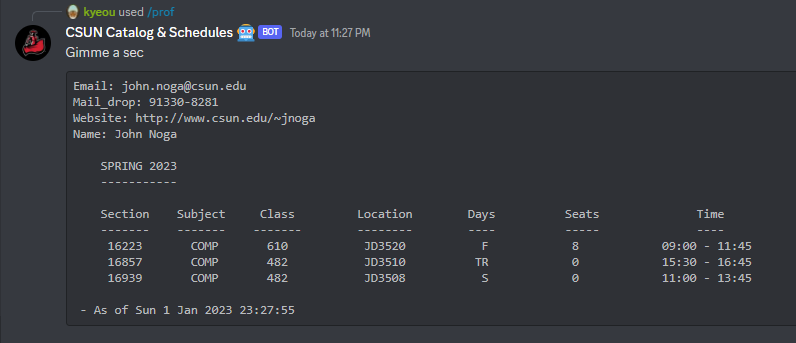 kyeou used /prof
CSUN Catalog & Schedules BOT Today at 11:27 PM
Gimme a sec
Email: john.noga@csun.edu
Mail_drop: 91330-8281
Website: http://www.csun.edu/~jnoga
Name: John Noga
SPRING 2023
-----------
Section Subject Class Location Days Seats Time
------- ------- ------- -------- ---- ----- ----
16223 COMP 610 JD3520 F 8 09:00 - 11:45
16857 COMP 482 JD3510 TR 0 15:30 - 16:45
16939 COMP 482 JD3508 S 0 11:00 - 13:45
- As of Sun 1 Jan 2023 23:27:55